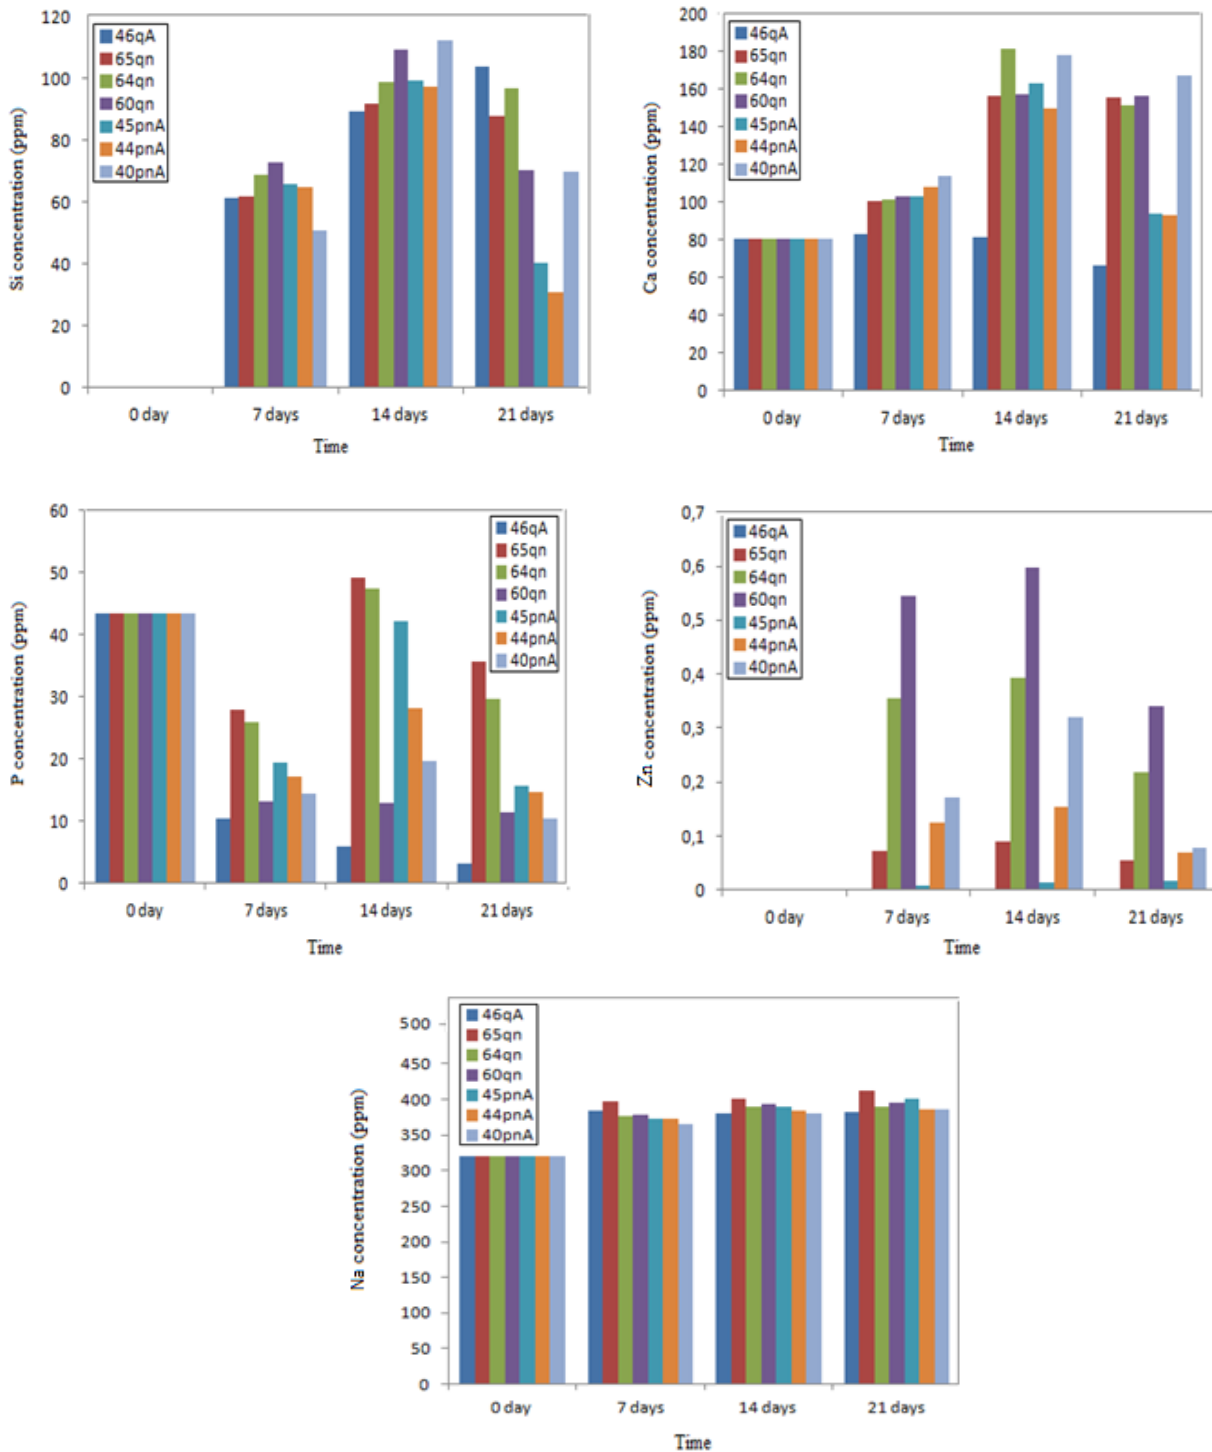 120
100
80
60
40
20
0
Si concentration (ppm)
46qA
65qn
64qn
60qn
45pnA
44pnA
40pnA
0 day 7 days 14 days 21 days
Time
200
180
160
140
120
100
80
60
40
20
0
Ca concentration (ppm)
46qA
65qn
64qn
60qn
45pnA
44pnA
40pnA
0 day 7 days 14 days 21 days
Time
60
50
40
30
20
10
0
P concentration (ppm)
46qA
65qn
64qn
60qn
45pnA
44pnA
40pnA
0 day 7 days 14 days 21 days
Time
0,7
0,6
0,5
0,4
0,3
0,2
0,1
0
Zn concentration (ppm)
46qA
65qn
64qn
60qn
45pnA
44pnA
40pnA
0 day 7 days 14 days 21 days
Time
500
450
400
350
300
250
200
150
100
50
0
Na concentration (ppm)
46qA
65qn
64qn
60qn
45pnA
44pnA
40pnA
0 day 7 days 14 days 21 days
Time